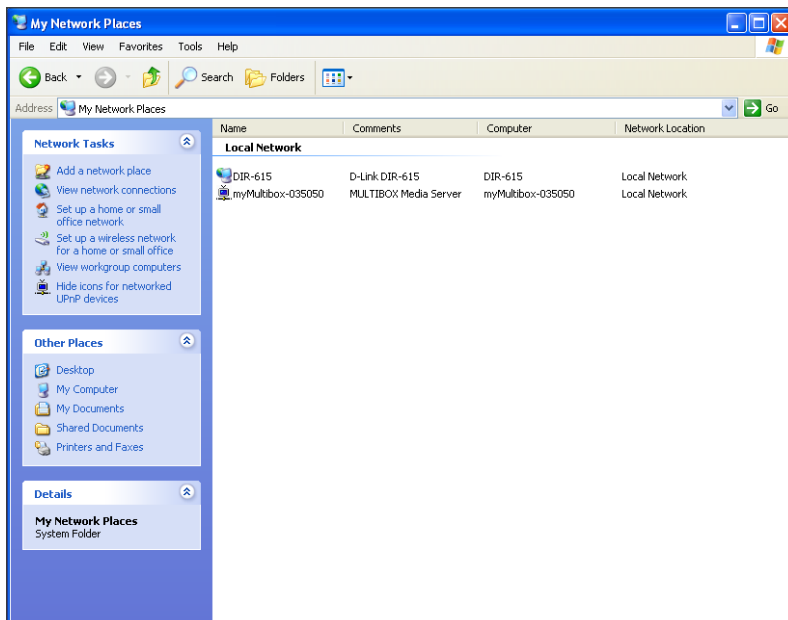 My Network Places
File Edit View Favorites Tools Help
Back Search Folders
Address My Network Places Go
Network Tasks
Add a network place
View network connections
Set up a home or small
office network
Set up a wireless network
for a home or small office
View workgroup computers
Hide icons for networked
UPnP devices
Other Places
Desktop
My Computer
My Documents
Shared Documents
Printers and Faxes
Details
My Network Places
System Folder
Name Comments Computer Network Location
Local Network
DIR-615 D-Link DIR-615 DIR-615 Local Network
myMultibox-035050 MULTIBOX Media Server myMultibox-035050 Local Network